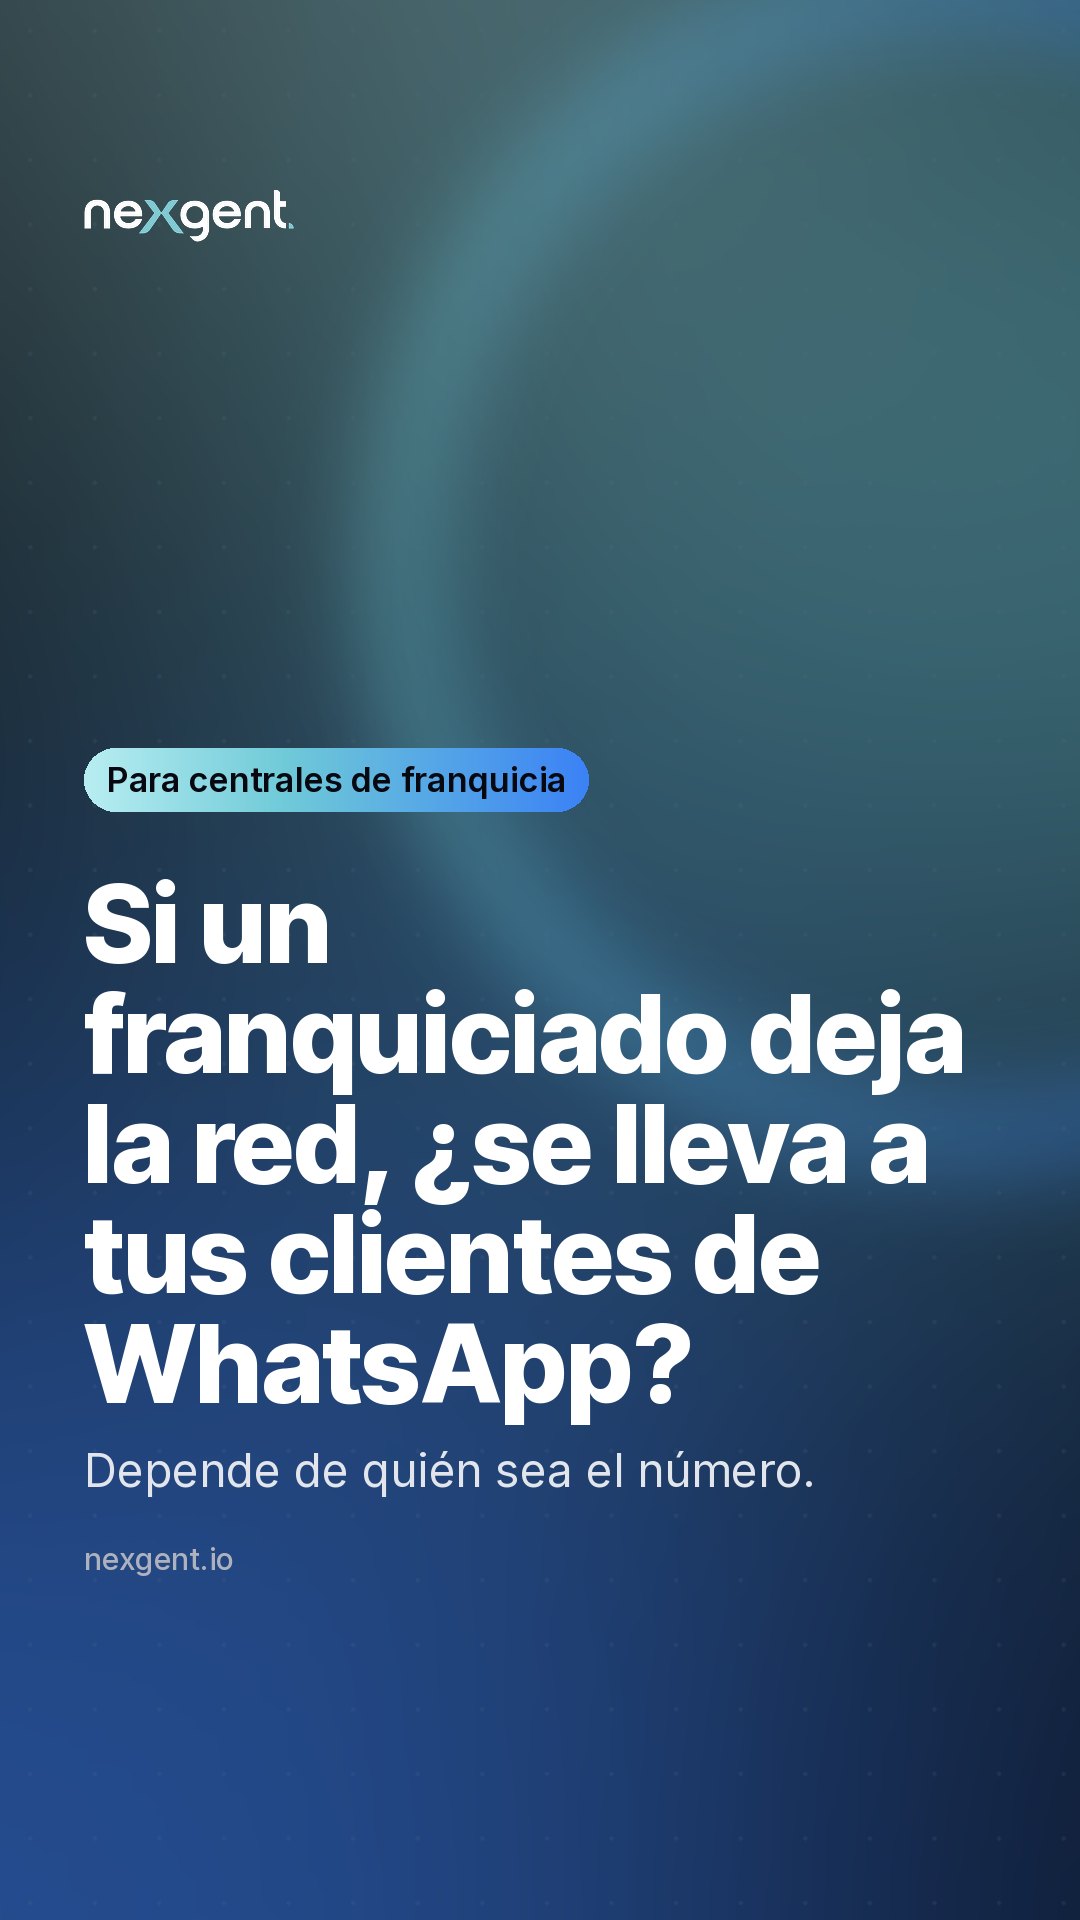 nexgent.
Para centrales de franquicia
Si un
franquiciado deja
la red, ¿se lleva a
tus clientes de
WhatsApp?
Depende de quién sea el número.
nexgent.io